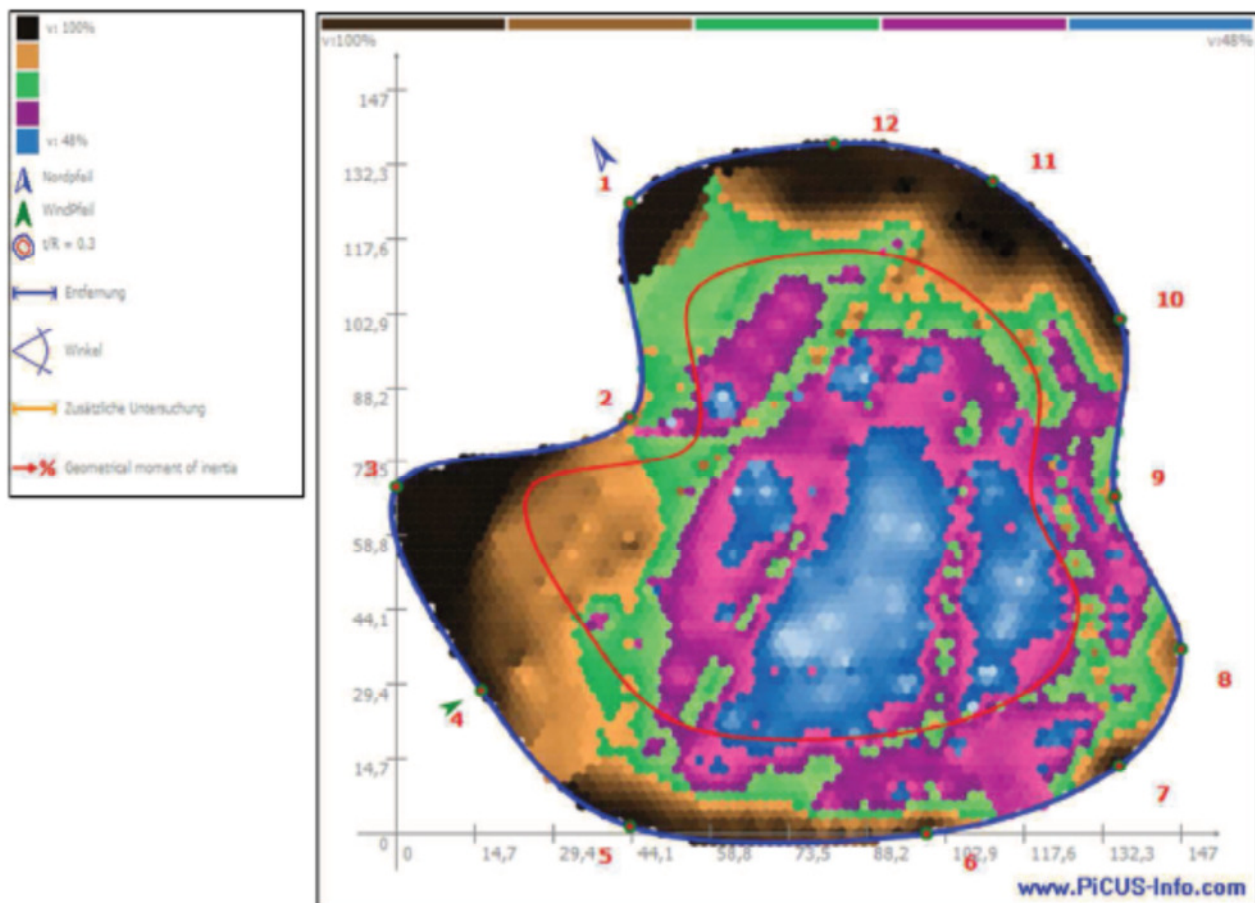 v: 100%
v: 48%
Nordpfeil
WindPfeil
t/R = 0.3
Entfernung
Winkel
Zusätzliche Untersuchung
% Geometrical moment of inertia
v:100%
v:48%
147
132,3
117,6
102,9
88,2
73,5
58,8
44,1
29,4
14,7
0
0 14,7 29,4 44,1 58,8 73,5 88,2 102,9 117,6 132,3 147
1
2
3
4
5
6
7
8
9
10
11
12
www.PiCUS-Info.com